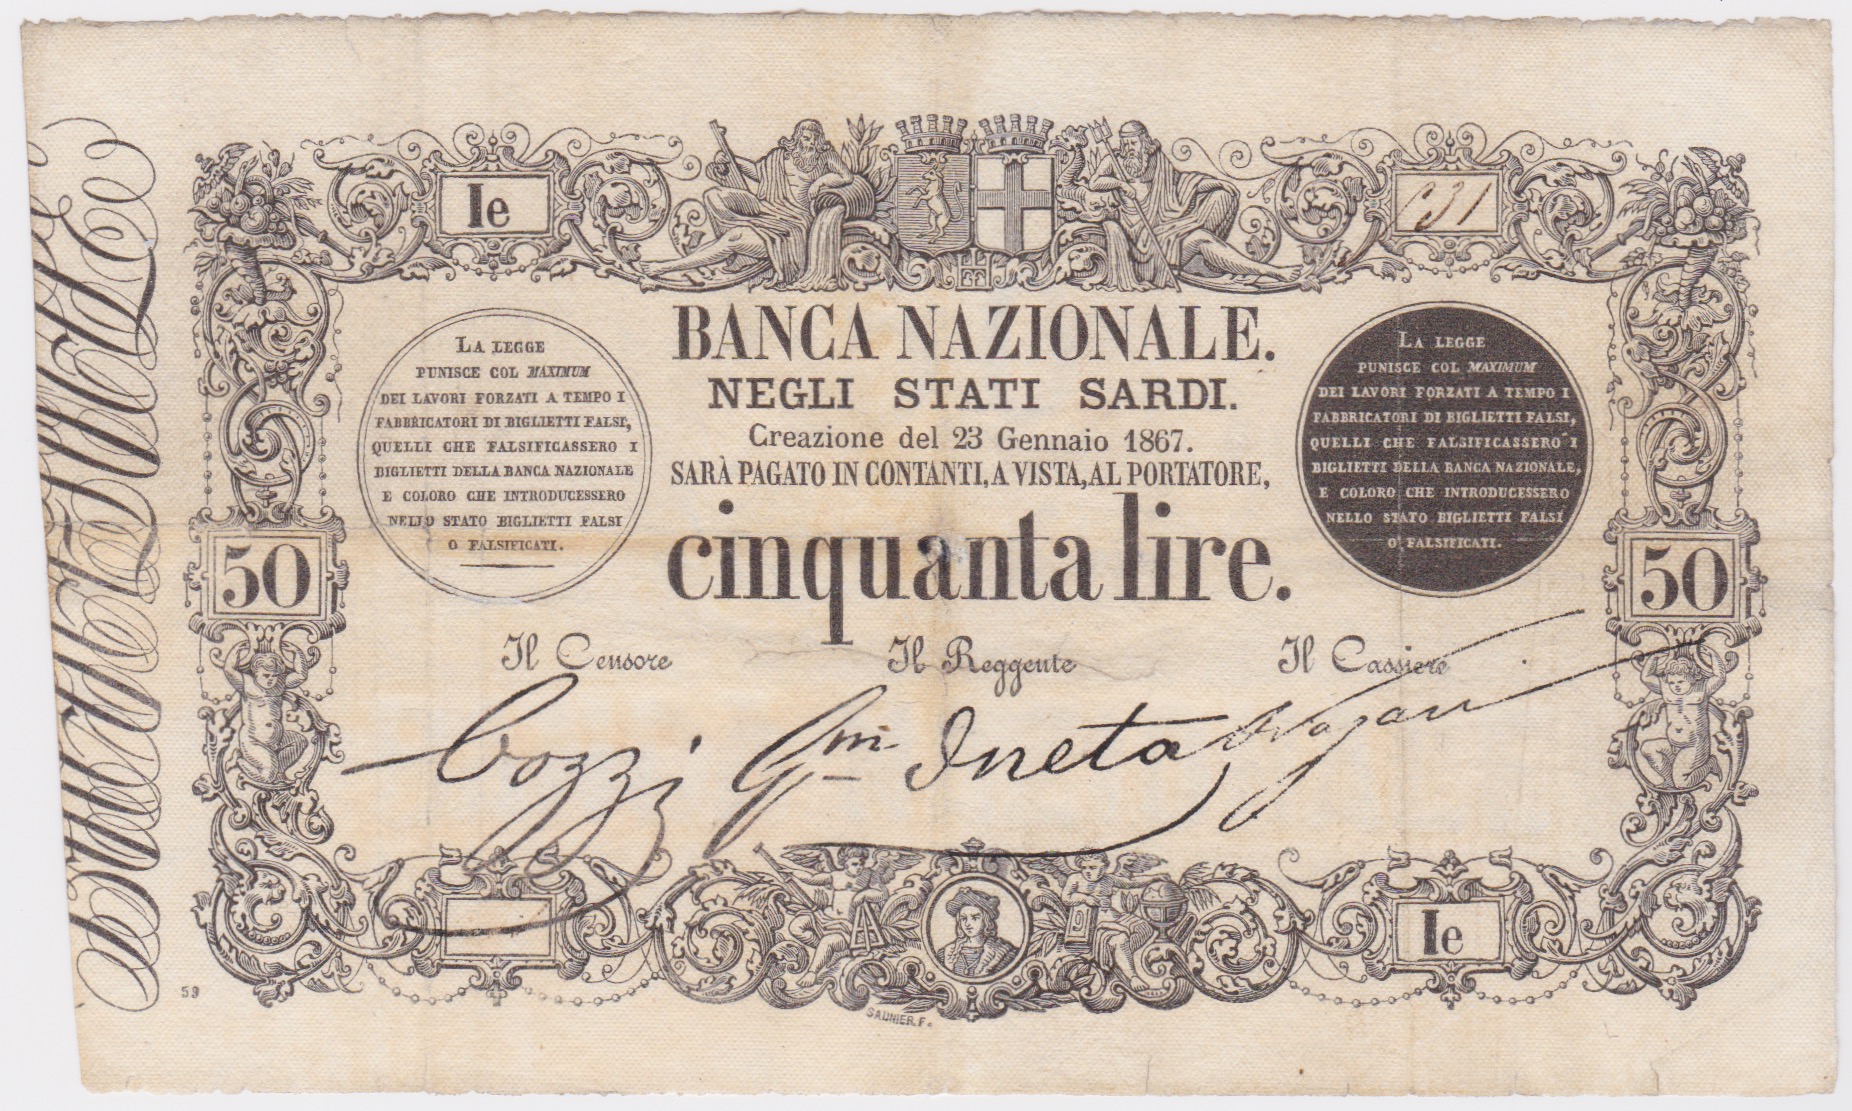 Ie
131
BANCA NAZIONALE.
NEGLI STATI SARDI.
Creazione del 23 Gennaio 1867.
SARÀ PAGATO IN CONTANTI, A VISTA, AL PORTATORE,
cinquanta lire.
LA LEGGE
PUNISCE COL MAXIMUM
DEI LAVORI FORZATI A TEMPO I
FABBRICATORI DI BIGLIETTI FALSI,
QUELLI CHE FALSIFICASSERO I
BIGLIETTI DELLA BANCA NAZIONALE
E COLORO CHE INTRODUCESSERO
NELLO STATO BIGLIETTI FALSI
O FALSIFICATI.
LA LEGGE
PUNISCE COL MAXIMUM
DEI LAVORI FORZATI A TEMPO I
FABBRICATORI DI BIGLIETTI FALSI,
QUELLI CHE FALSIFICASSERO I
BIGLIETTI DELLA BANCA NAZIONALE,
E COLORO CHE INTRODUCESSERO
NELLO STATO BIGLIETTI FALSI
O FALSIFICATI.
50
50
Il Censore
Il Reggente
Il Cassiere
Cozzi
Ie
59
SAUNIER. F.